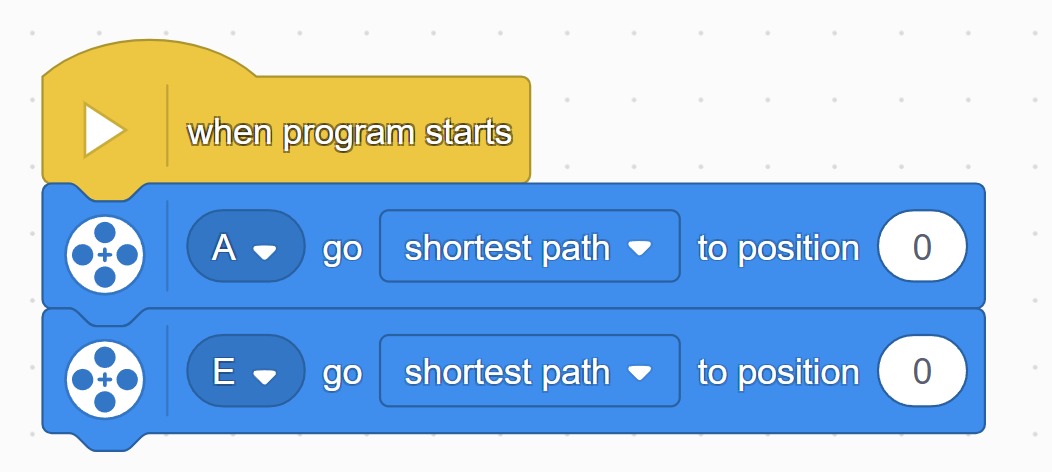 when program starts
A go shortest path to position 0
E go shortest path to position 0